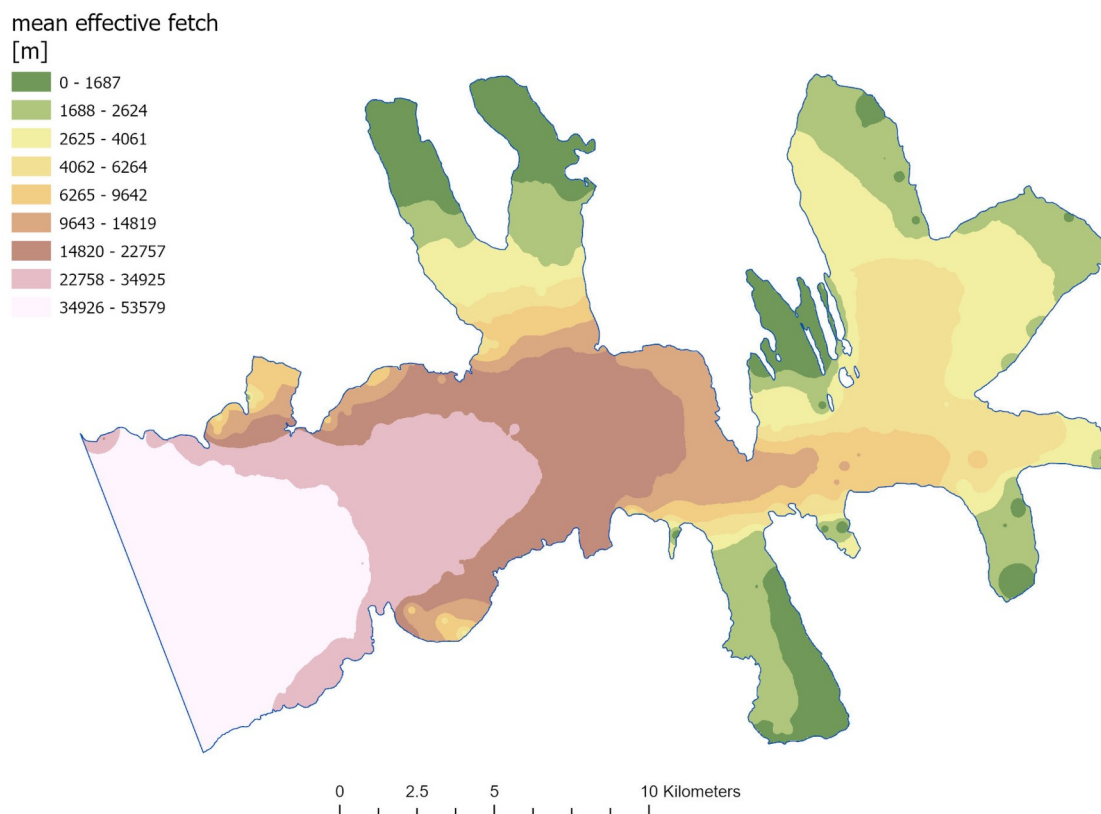 mean effective fetch
[m]
0 - 1687
1688 - 2624
2625 - 4061
4062 - 6264
6265 - 9642
9643 - 14819
14820 - 22757
22758 - 34925
34926 - 53579
0 2.5 5 10 Kilometers